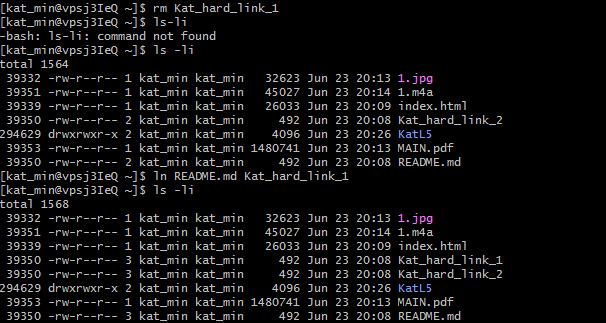 [kat_min@vpsj3IeQ ~]$ rm Kat_hard_link_1
[kat_min@vpsj3IeQ ~]$ ls-li
-bash: ls-li: command not found
[kat_min@vpsj3IeQ ~]$ ls -li
total 1564
39332 -rw-r--r-- 1 kat_min kat_min 32623 Jun 23 20:13 1.jpg
39351 -rw-r--r-- 1 kat_min kat_min 45027 Jun 23 20:14 1.m4a
39339 -rw-r--r-- 1 kat_min kat_min 26033 Jun 23 20:09 index.html
39350 -rw-r--r-- 2 kat_min kat_min 492 Jun 23 20:08 Kat_hard_link_2
294629 drwxrwxr-x 2 kat_min kat_min 4096 Jun 23 20:26 KatL5
39353 -rw-r--r-- 1 kat_min kat_min 1480741 Jun 23 20:13 MAIN.pdf
39350 -rw-r--r-- 2 kat_min kat_min 492 Jun 23 20:08 README.md
[kat_min@vpsj3IeQ ~]$ ln README.md Kat_hard_link_1
[kat_min@vpsj3IeQ ~]$ ls -li
total 1568
39332 -rw-r--r-- 1 kat_min kat_min 32623 Jun 23 20:13 1.jpg
39351 -rw-r--r-- 1 kat_min kat_min 45027 Jun 23 20:14 1.m4a
39339 -rw-r--r-- 1 kat_min kat_min 26033 Jun 23 20:09 index.html
39350 -rw-r--r-- 3 kat_min kat_min 492 Jun 23 20:08 Kat_hard_link_1
39350 -rw-r--r-- 3 kat_min kat_min 492 Jun 23 20:08 Kat_hard_link_2
294629 drwxrwxr-x 2 kat_min kat_min 4096 Jun 23 20:26 KatL5
39353 -rw-r--r-- 1 kat_min kat_min 1480741 Jun 23 20:13 MAIN.pdf
39350 -rw-r--r-- 3 kat_min kat_min 492 Jun 23 20:08 README.md